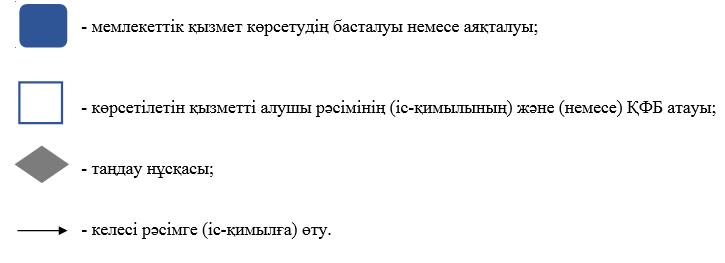 - мемлекеттік қызмет көрсетудің басталуы немесе аяқталуы;
- көрсетілетін қызметті алушы рәсімінің (іс-қимылының) және (немесе) ҚФБ атауы;
- таңдау нұсқасы;
- келесі рәсімге (іс-қимылға) өту.